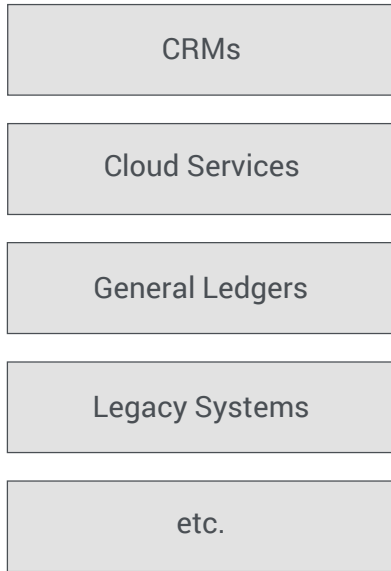 CRMs
Cloud Services
General Ledgers
Legacy Systems
etc.